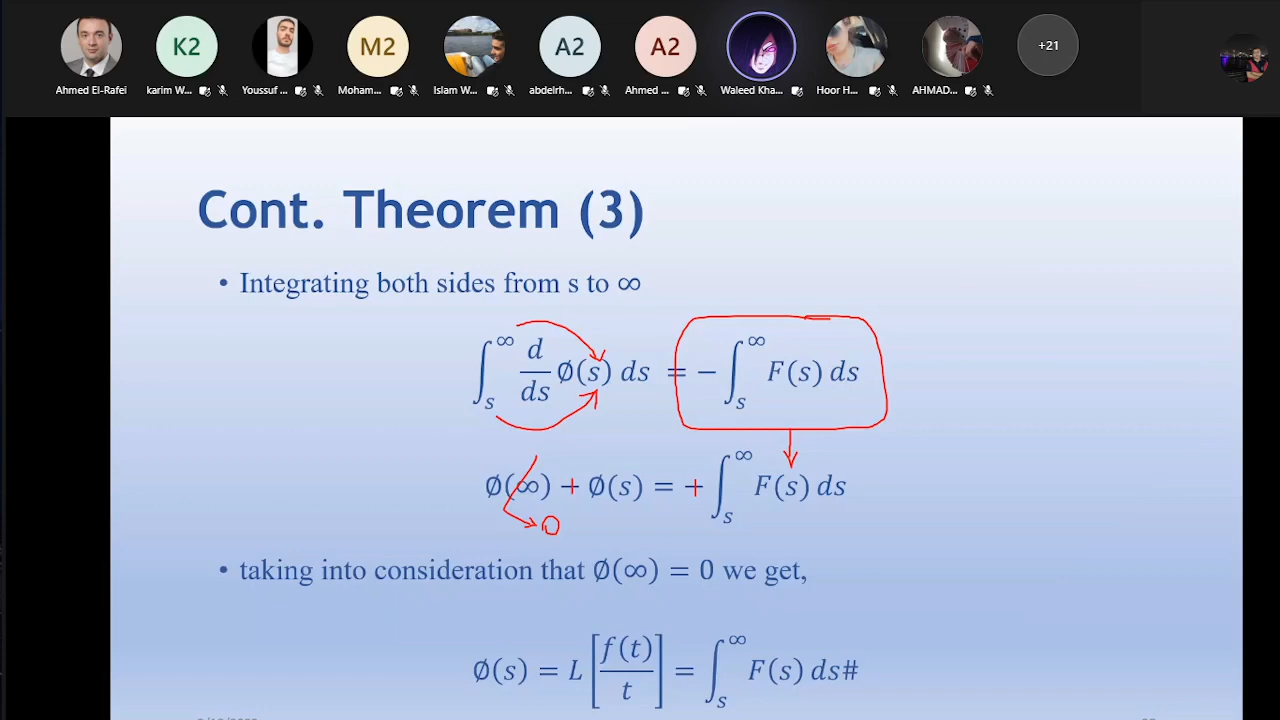 K2 M2 A2 A2 +21
Ahmed El-Rafei karim W... Youssuf ... Moham... Islam W... abdelrh... Ahmed ... Waleed Kha... Hoor H... AHMAD...
Cont. Theorem (3)
• Integrating both sides from s to ∞
∫_s^∞ d/ds Ø(s) ds = − ∫_s^∞ F(s) ds
Ø(∞) + Ø(s) = + ∫_s^∞ F(s) ds
0
• taking into consideration that Ø(∞) = 0 we get,
Ø(s) = L [f(t)/t] = ∫_s^∞ F(s) ds#